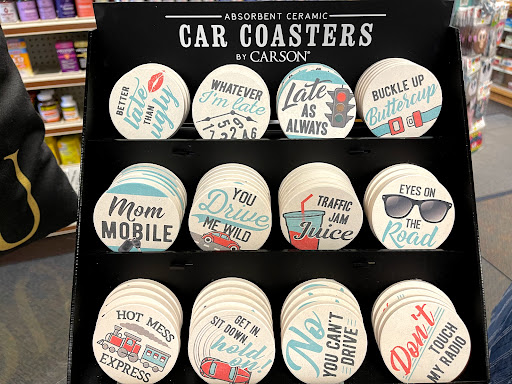 ABSORBENT CERAMIC
CAR COASTERS
BY CARSON®
BETTER
late
THAN
ugly
WHATEVER
I'm late
Late
AS
ALWAYS
BUCKLE UP
Buttercup
Mom
MOBILE
YOU
Drive
ME WILD
TRAFFIC
JAM
Juice
EYES ON
the
Road
HOT MESS
EXPRESS
GET IN,
SIT DOWN,
hold
on!
No
YOU CAN'T
DRIVE
Don't
TOUCH
MY RADIO